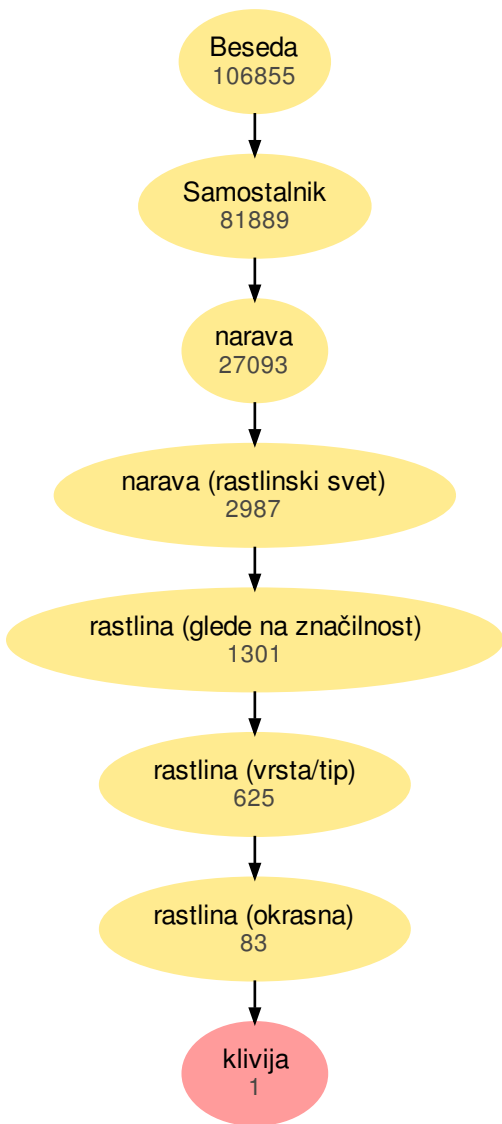 Beseda
106855
Samostalnik
81889
narava
27093
narava (rastlinski svet)
2987
rastlina (glede na značilnost)
1301
rastlina (vrsta/tip)
625
rastlina (okrasna)
83
klivija
1